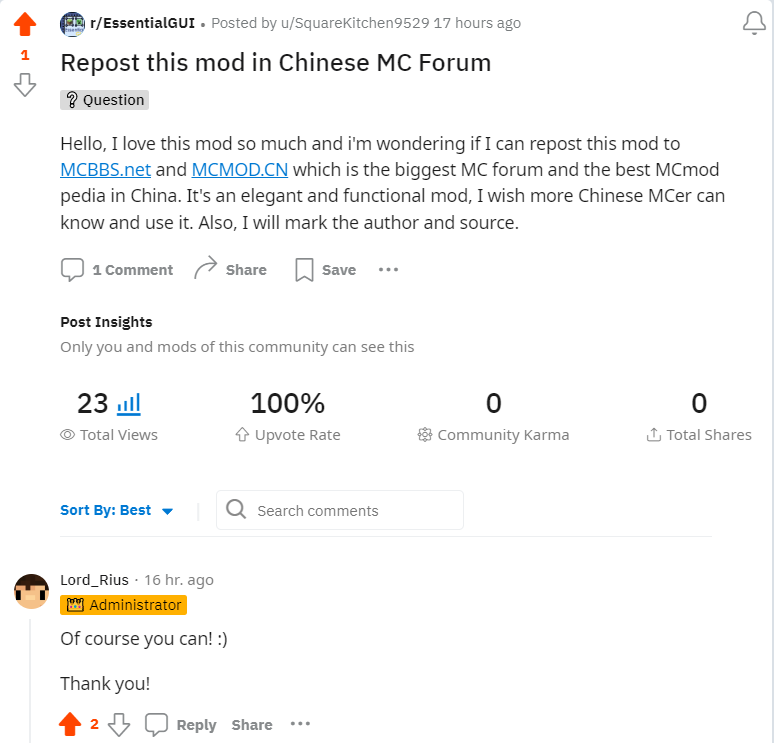 r/EssentialGUI • Posted by u/SquareKitchen9529 17 hours ago
1
Repost this mod in Chinese MC Forum
? Question
Hello, I love this mod so much and i'm wondering if I can repost this mod to
MCBBS.net and MCMOD.CN which is the biggest MC forum and the best MCmod
pedia in China. It's an elegant and functional mod, I wish more Chinese MCer can
know and use it. Also, I will mark the author and source.
1 Comment Share Save ...
Post Insights
Only you and mods of this community can see this
23 100% 0 0
Total Views Upvote Rate Community Karma Total Shares
Sort By: Best Search comments
Lord_Rius · 16 hr. ago
Administrator
Of course you can! :)
Thank you!
2 Reply Share ...